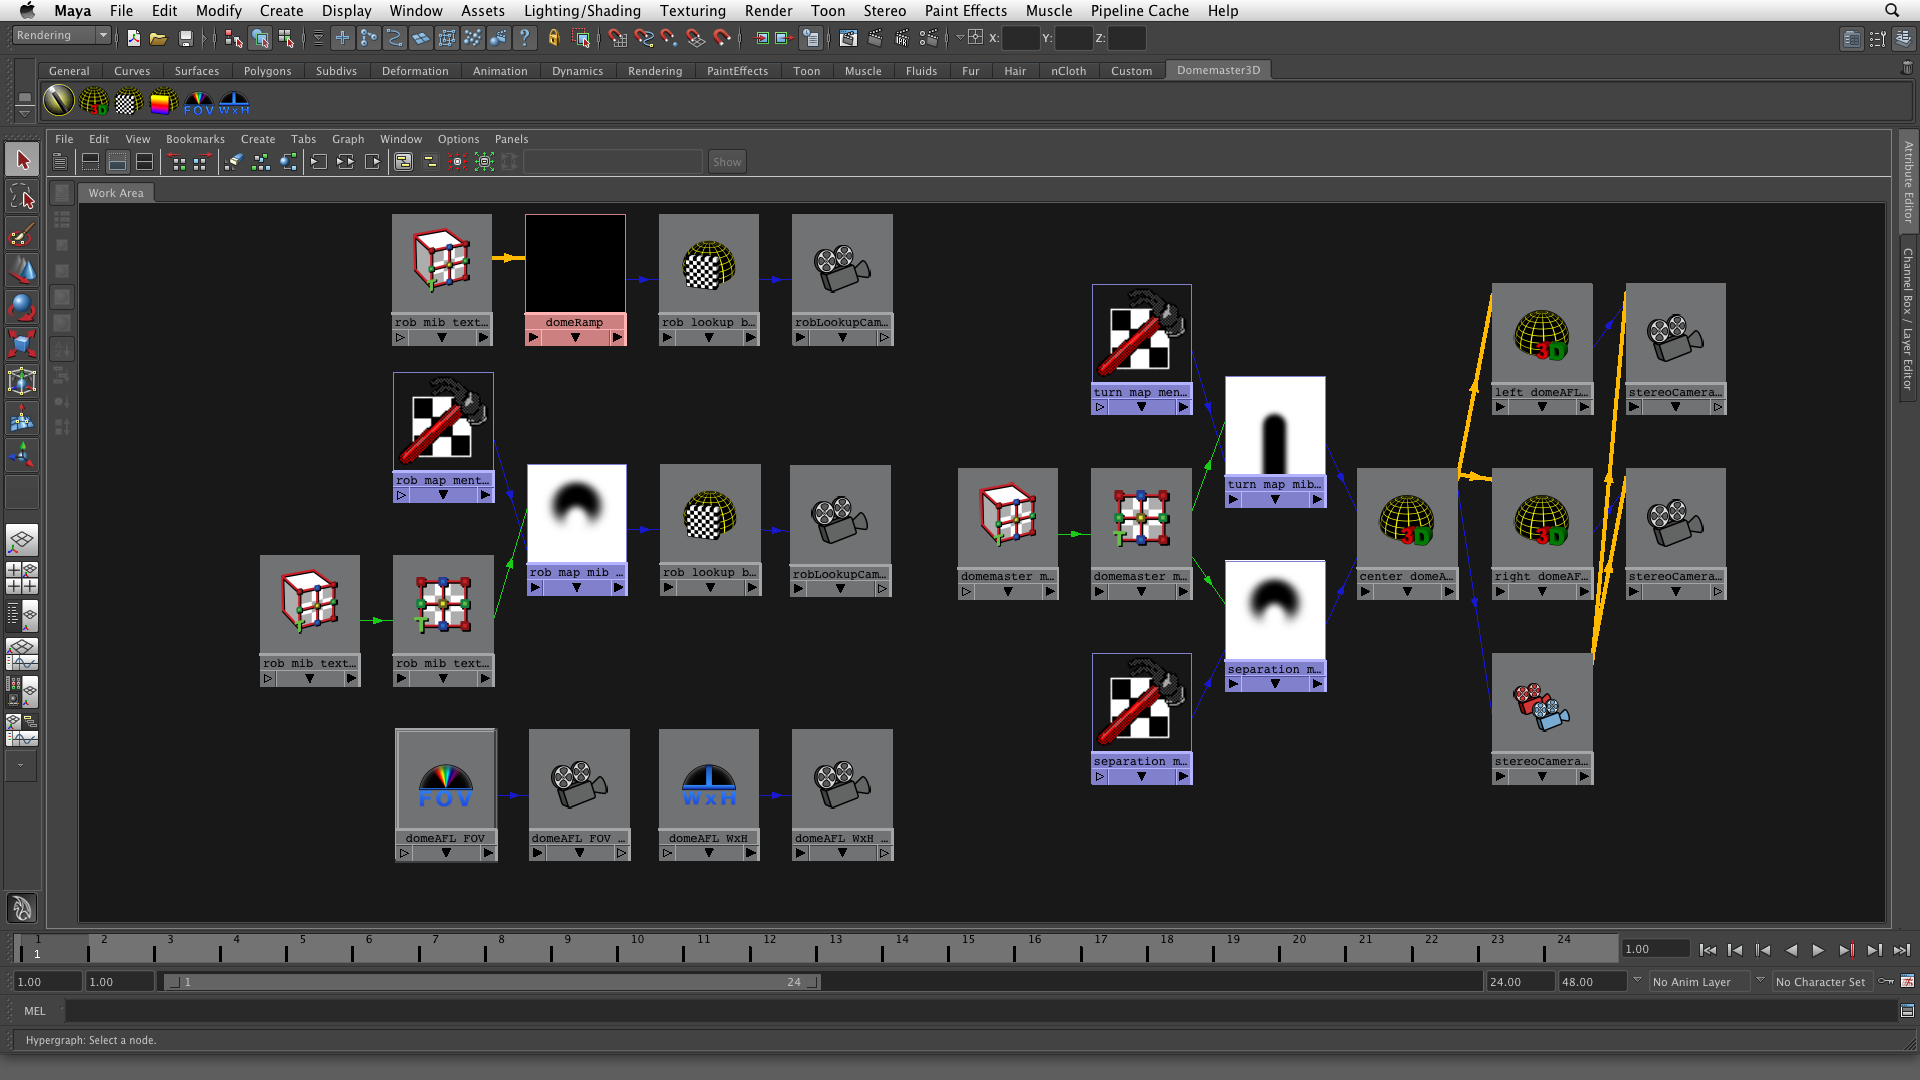 Maya File Edit Modify Create Display Window Assets Lighting/Shading Texturing Render Toon Stereo Paint Effects Muscle Pipeline Cache Help
Rendering X: Y: Z:
General Curves Surfaces Polygons Subdivs Deformation Animation Dynamics Rendering PaintEffects Toon Muscle Fluids Fur Hair nCloth Custom Domemaster3D
3D FOV WxH
File Edit View Bookmarks Create Tabs Graph Window Options Panels
Show
Work Area
Attribute Editor
Channel Box / Layer Editor
rob mib text... domeRamp rob lookup b... robLookupCam...
turn map men... left domeAFL... stereoCamera...
rob map ment...
turn map mib...
rob map mib ... rob lookup b... robLookupCam...
domemaster m... domemaster m... center domeA... right domeAF... stereoCamera...
rob mib text... rob mib text...
separation m...
separation m... stereoCamera...
FOV WxH
domeAFL FOV domeAFL FOV ... domeAFL WxH domeAFL WxH ...
1 2 3 4 5 6 7 8 9 10 11 12 13 14 15 16 17 18 19 20 21 22 23 24
1 1.00
1.00 1.00 1 24 24.00 48.00 No Anim Layer No Character Set
MEL
Hypergraph: Select a node.